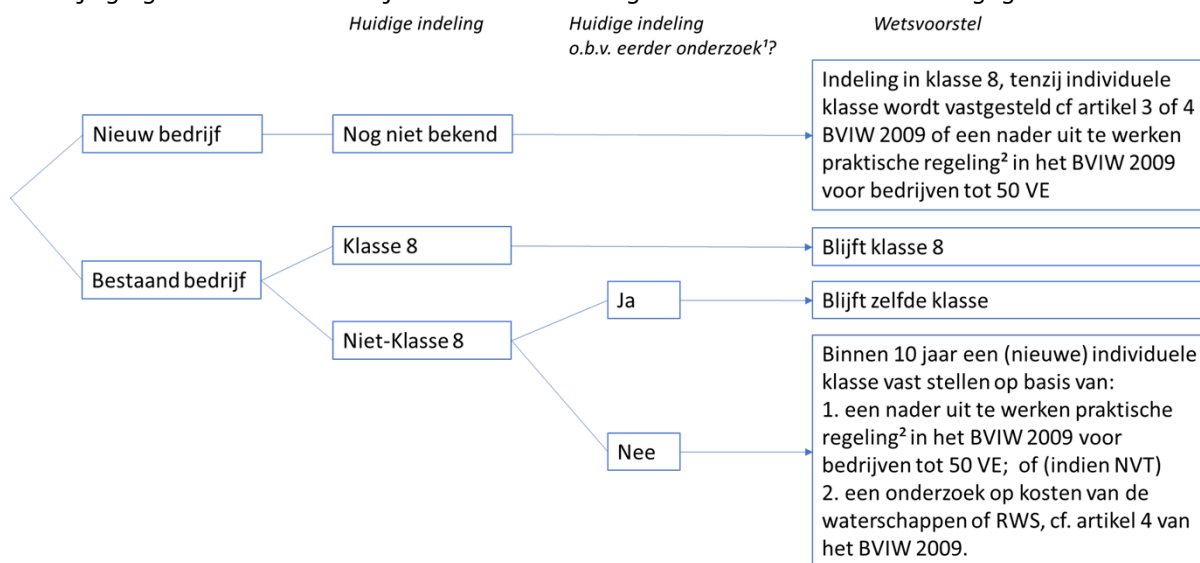 Huidige indeling
Huidige indeling
o.b.v. eerder onderzoek¹?
Wetsvoorstel
Nieuw bedrijf
Nog niet bekend
Indeling in klasse 8, tenzij individuele
klasse wordt vastgesteld cf artikel 3 of 4
BVIW 2009 of een nader uit te werken
praktische regeling² in het BVIW 2009
voor bedrijven tot 50 VE
Bestaand bedrijf
Klasse 8
Blijft klasse 8
Niet-Klasse 8
Ja
Blijft zelfde klasse
Nee
Binnen 10 jaar een (nieuwe) individuele
klasse vast stellen op basis van:
1. een nader uit te werken praktische
regeling² in het BVIW 2009 voor
bedrijven tot 50 VE;  of (indien NVT)
2. een onderzoek op kosten van de
waterschappen of RWS, cf. artikel 4 van
het BVIW 2009.